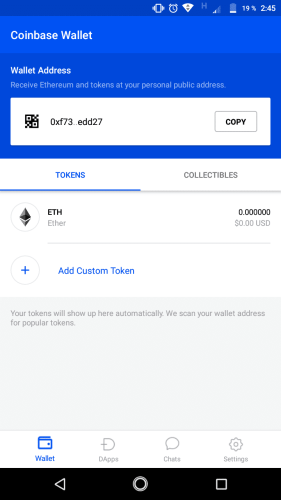 H 19 % 2:45
Coinbase Wallet
Wallet Address
Receive Ethereum and tokens at your personal public address.
0xf73 .edd27 COPY
TOKENS COLLECTIBLES
ETH 0.000000
Ether $0.00 USD
Add Custom Token
Your tokens will show up here automatically. We scan your wallet address
for popular tokens.
Wallet DApps Chats Settings